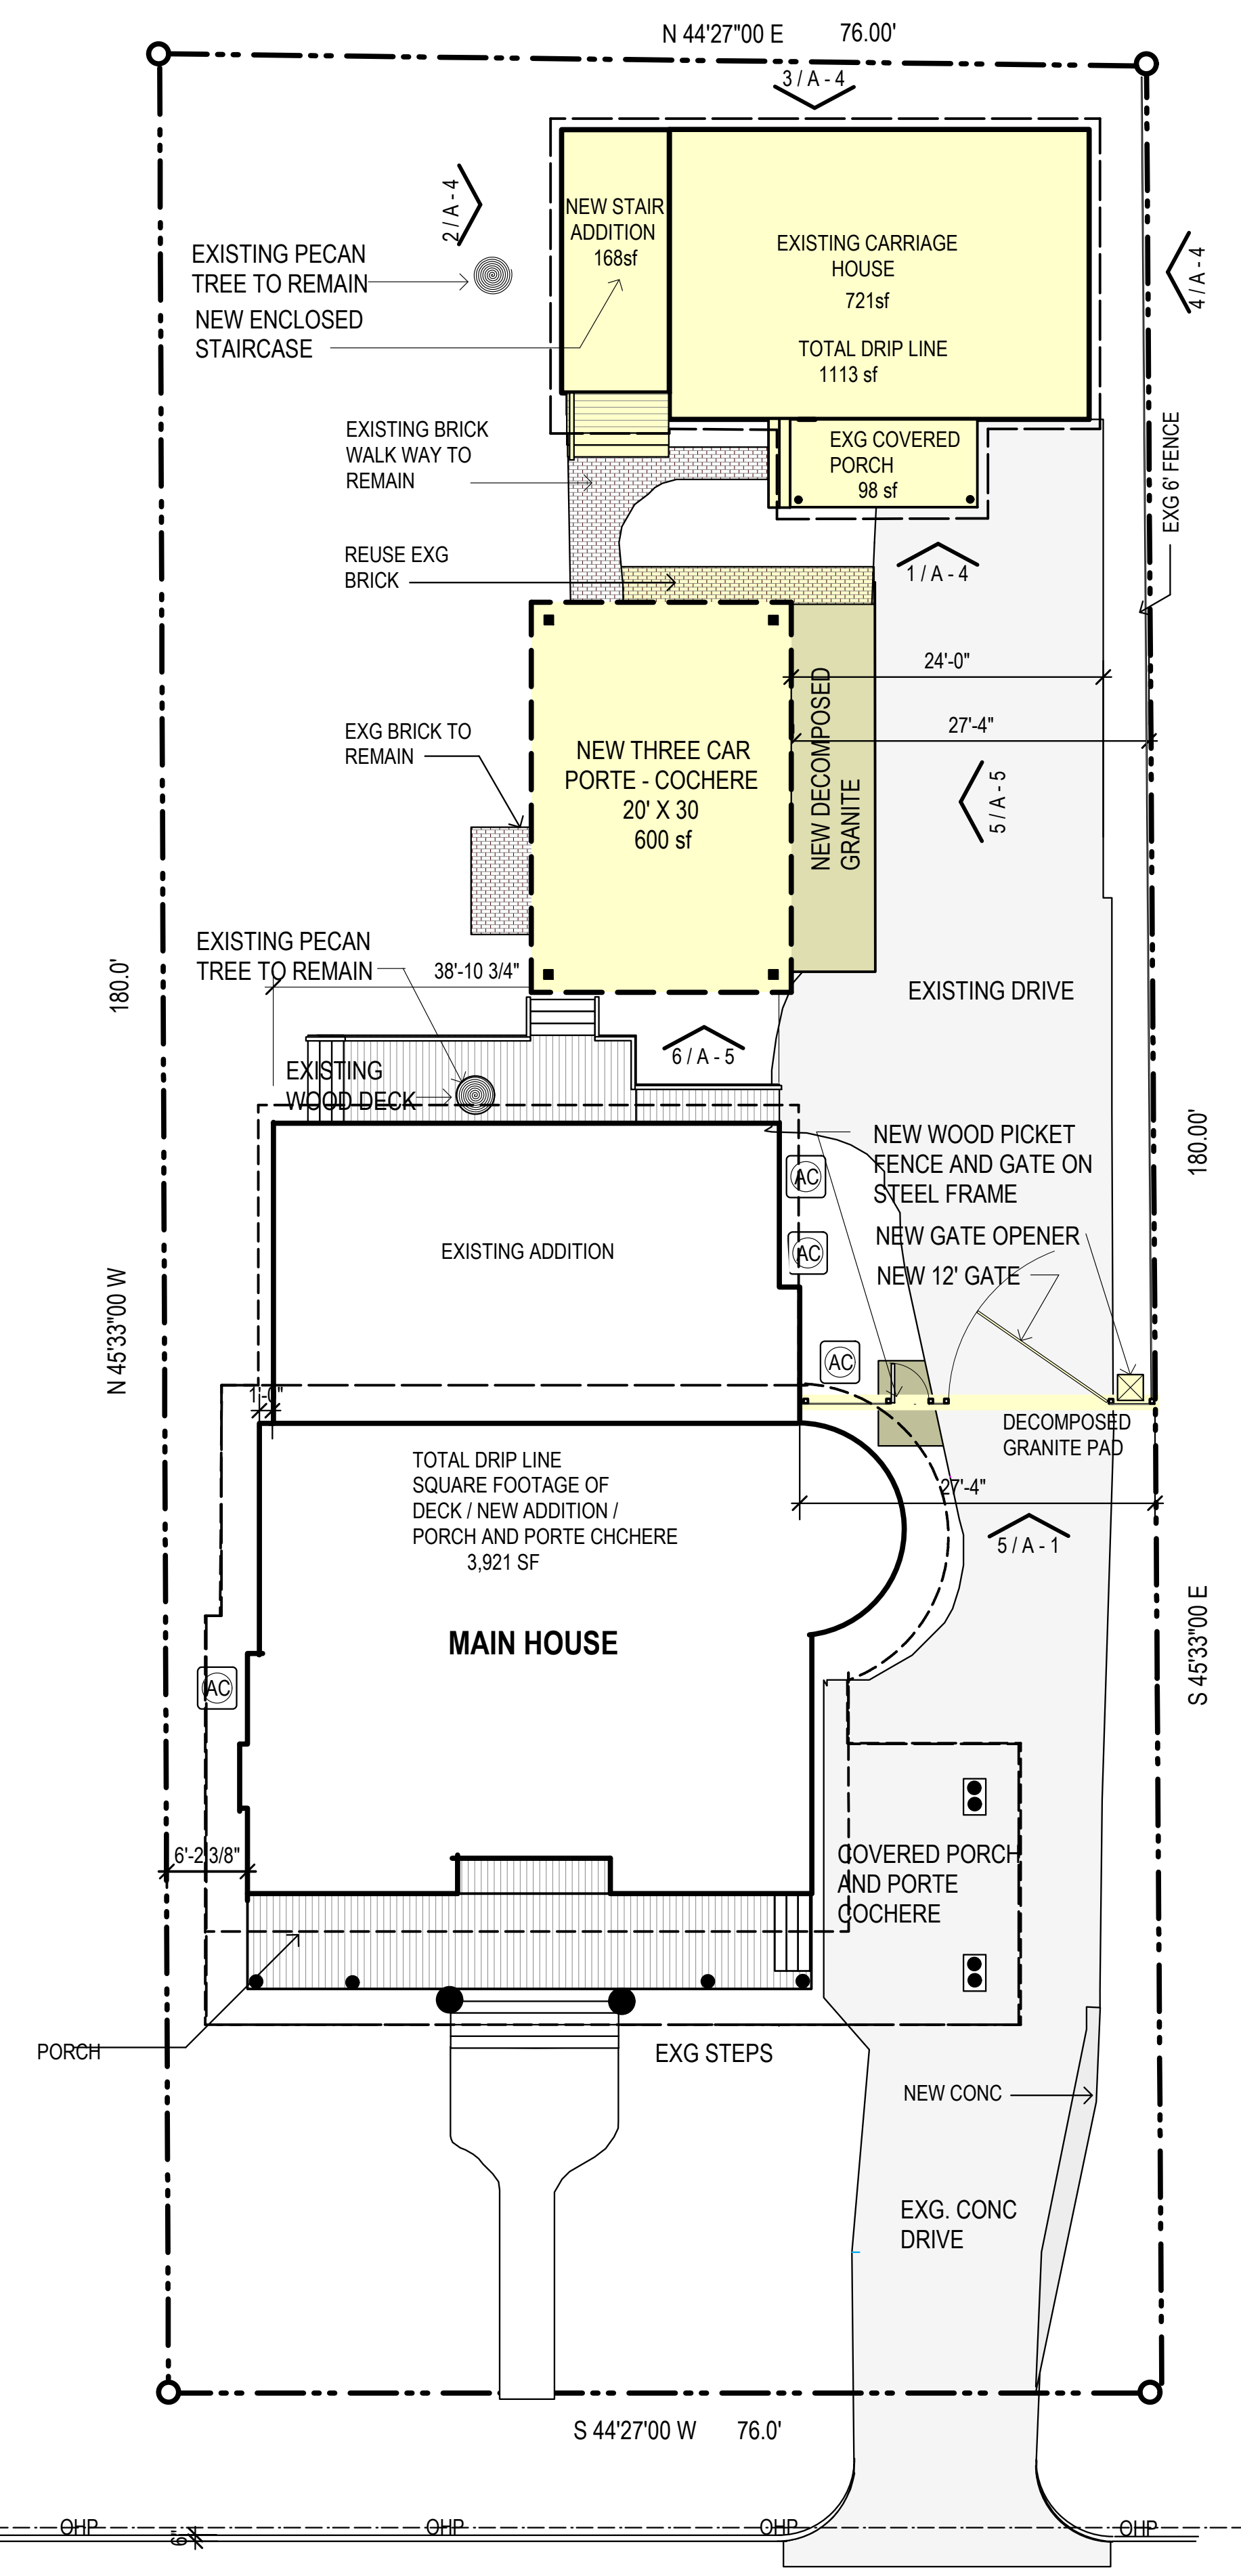 N 44'27"00 E 76.00'
3 / A - 4
2 / A - 4
4 / A - 4
NEW STAIR
ADDITION
168sf
EXISTING CARRIAGE
HOUSE
721sf
TOTAL DRIP LINE
1113 sf
EXISTING PECAN
TREE TO REMAIN
NEW ENCLOSED
STAIRCASE
EXISTING BRICK
WALK WAY TO
REMAIN
EXG COVERED
PORCH
98 sf
EXG 6' FENCE
REUSE EXG
BRICK
1 / A - 4
24'-0"
27'-4"
NEW DECOMPOSED
GRANITE
EXG BRICK TO
REMAIN
NEW THREE CAR
PORTE - COCHERE
20' X 30
600 sf
5 / A - 5
EXISTING PECAN
TREE TO REMAIN
38'-10 3/4"
180.0'
EXISTING DRIVE
6 / A - 5
EXISTING
WOOD DECK
180.00'
NEW WOOD PICKET
FENCE AND GATE ON
STEEL FRAME
AC
NEW GATE OPENER
AC
NEW 12' GATE
EXISTING ADDITION
N 45'33"00 W
AC
1'-0"
DECOMPOSED
GRANITE PAD
TOTAL DRIP LINE
SQUARE FOOTAGE OF
DECK / NEW ADDITION /
PORCH AND PORTE CHCHERE
3,921 SF
27'-4"
5 / A - 1
MAIN HOUSE
S 45'33"00 E
AC
6'-2 3/8"
COVERED PORCH
AND PORTE
COCHERE
PORCH
EXG STEPS
NEW CONC
EXG. CONC
DRIVE
S 44'27'00 W 76.0'
OHP
6"
OHP
OHP
OHP